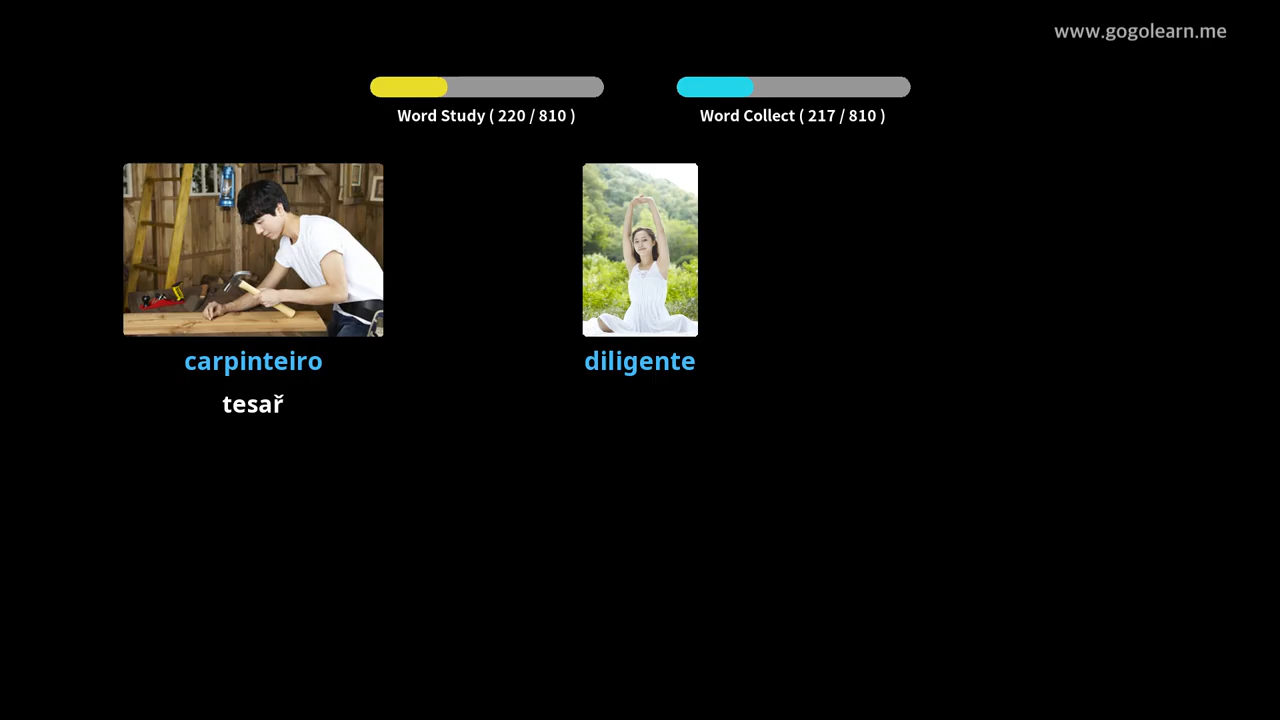 www.gogolearn.me
Word Study ( 220 / 810 )
Word Collect ( 217 / 810 )
carpinteiro
tesař
diligente